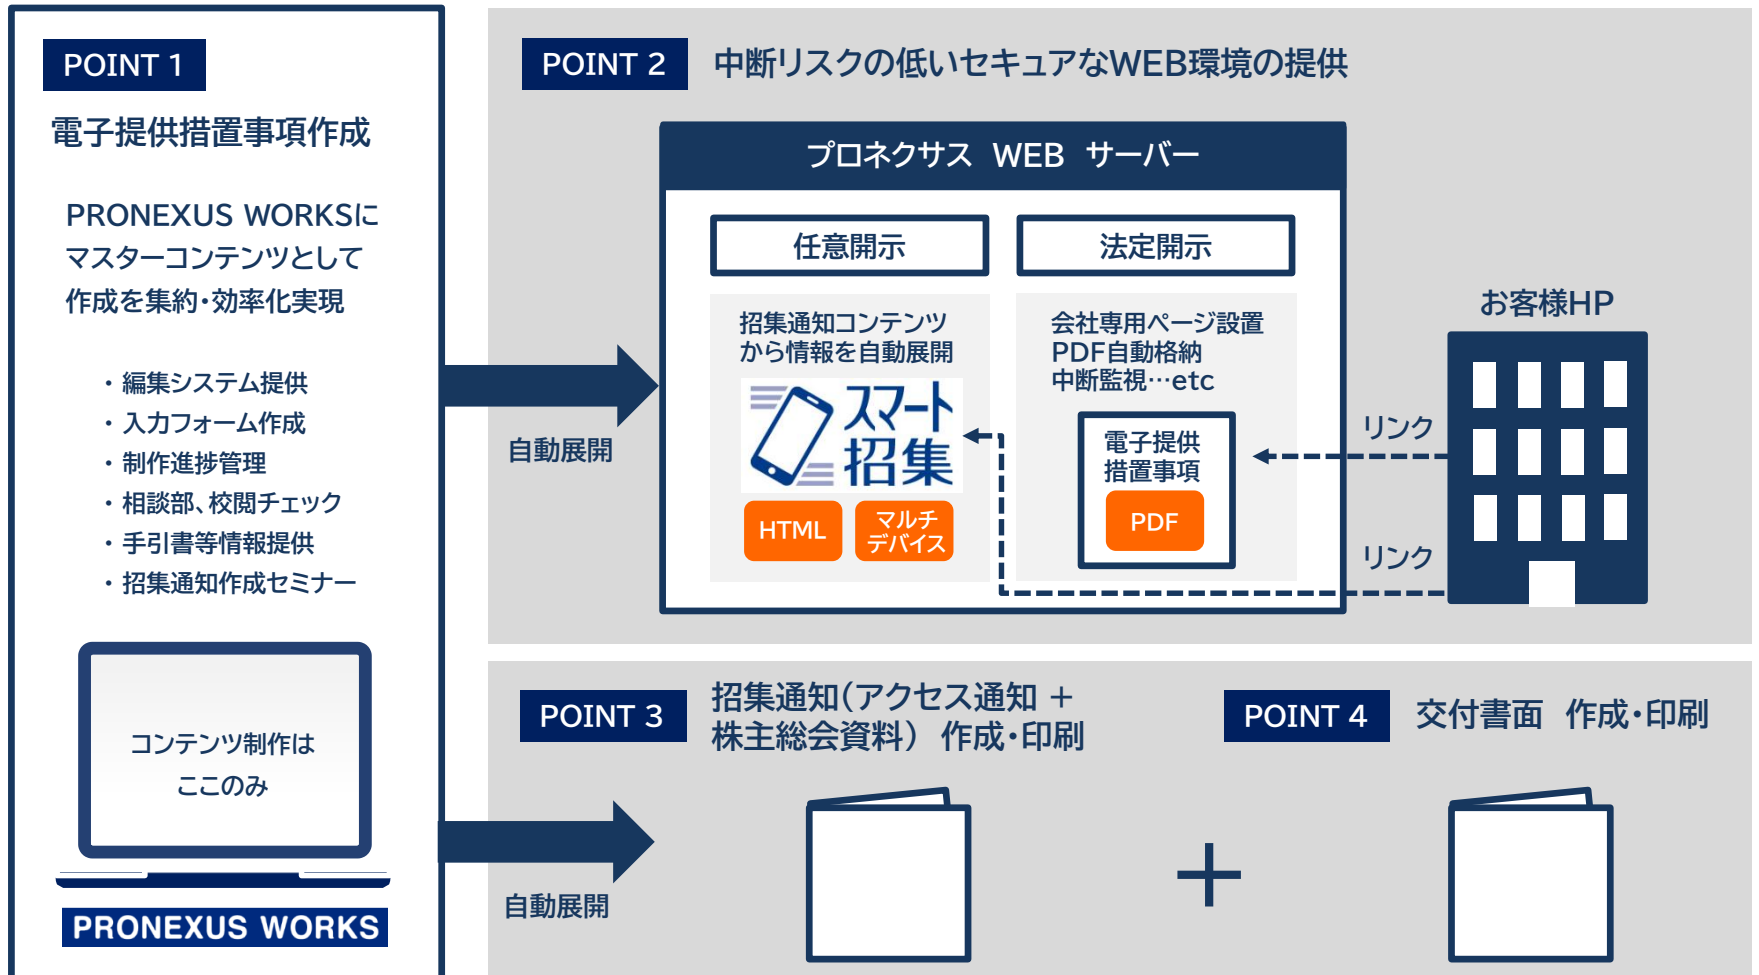 POINT 1
電子提供措置事項作成
PRONEXUS WORKSに
マスターコンテンツとして
作成を集約・効率化実現
・編集システム提供
・入力フォーム作成
・制作進捗管理
・相談部、校閲チェック
・手引書等情報提供
・招集通知作成セミナー
コンテンツ制作は
ここのみ
PRONEXUS WORKS
自動展開
自動展開
POINT 2
中断リスクの低いセキュアなWEB環境の提供
プロネクサス WEB サーバー
任意開示
招集通知コンテンツ
から情報を自動展開
スマート
招集
HTML
マルチ
デバイス
法定開示
会社専用ページ設置
PDF自動格納
中断監視…etc
電子提供
措置事項
PDF
リンク
リンク
お客様HP
POINT 3
招集通知(アクセス通知 +
株主総会資料) 作成・印刷
+
POINT 4
交付書面 作成・印刷